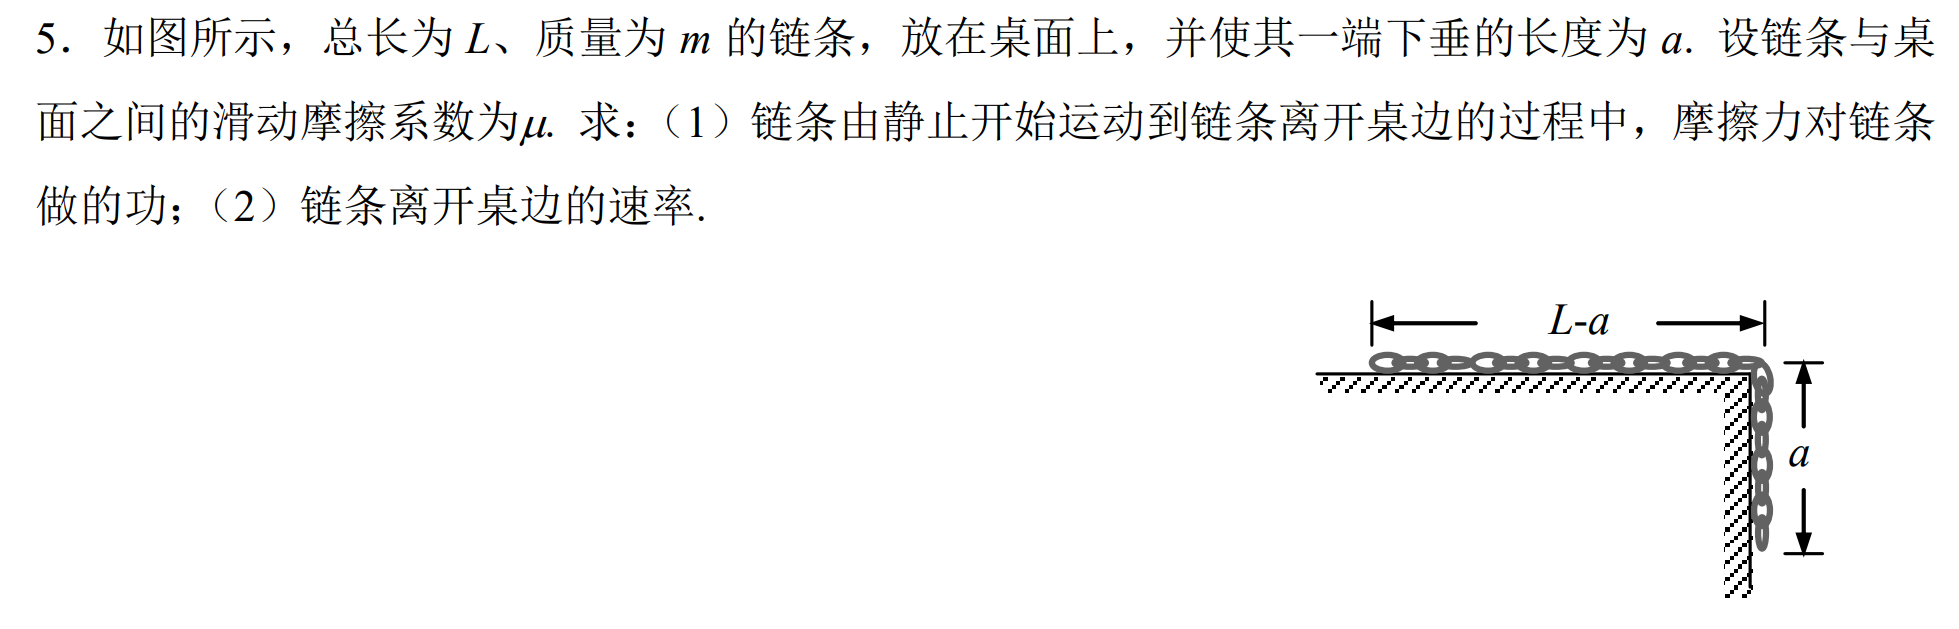 5．如图所示，总长为 L、质量为 m 的链条，放在桌面上，并使其一端下垂的长度为 a. 设链条与桌
面之间的滑动摩擦系数为μ. 求：（1）链条由静止开始运动到链条离开桌边的过程中，摩擦力对链条
做的功；（2）链条离开桌边的速率.
L-a
a